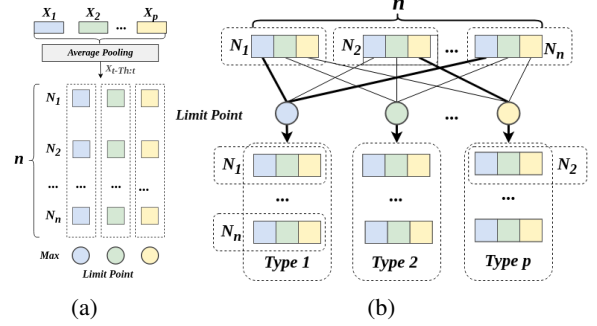 X1 X2 ... Xp
Average Pooling
Xt-Th:t
n
N1
N2
... ... ... ...
Nn
Max
Limit Point
(a)
n
N1 N2 ... Nn
Limit Point
...
N1 N2
... ... ...
Nn
Type 1 Type 2 Type p
(b)